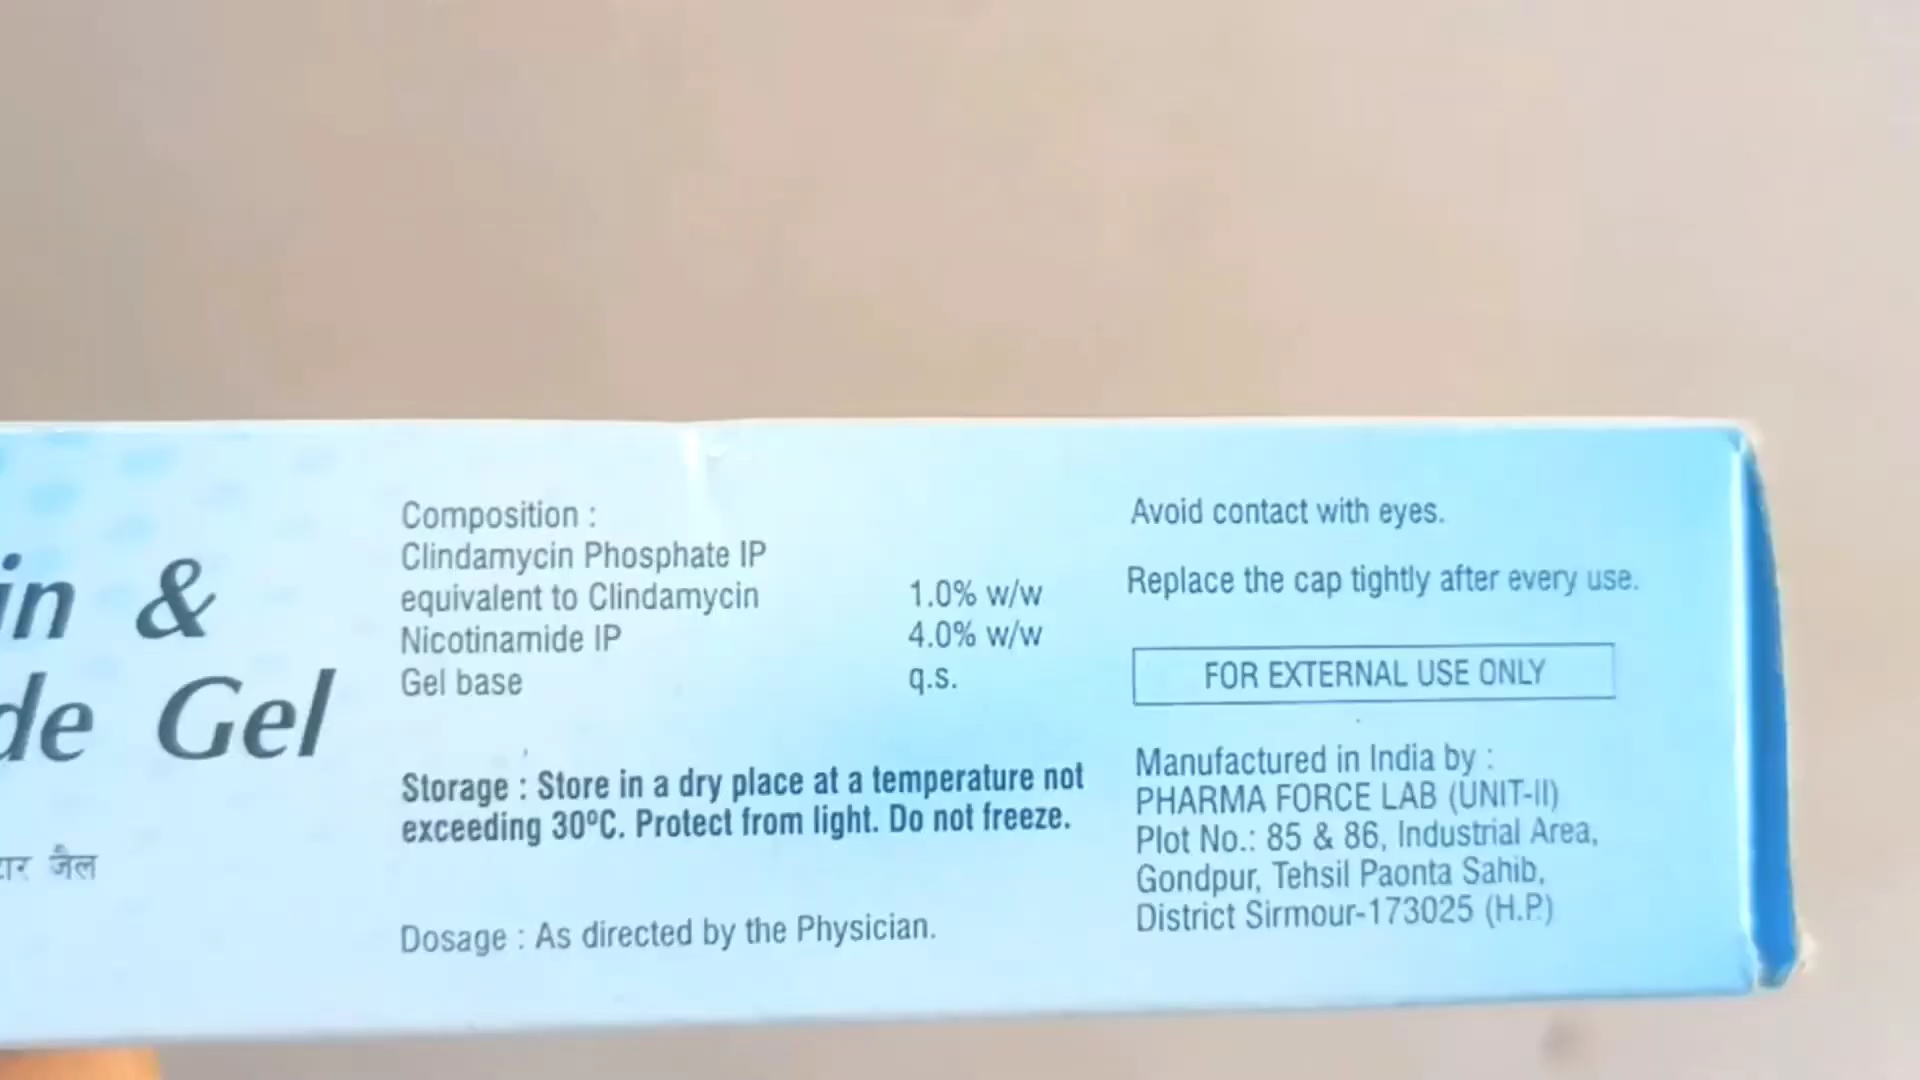 in &
de Gel
जैल
Composition :
Clindamycin Phosphate IP
equivalent to Clindamycin 1.0% w/w
Nicotinamide IP 4.0% w/w
Gel base q.s.
Storage : Store in a dry place at a temperature not
exceeding 30ºC. Protect from light. Do not freeze.
Dosage : As directed by the Physician.
Avoid contact with eyes.
Replace the cap tightly after every use.
FOR EXTERNAL USE ONLY
Manufactured in India by :
PHARMA FORCE LAB (UNIT-II)
Plot No.: 85 & 86, Industrial Area,
Gondpur, Tehsil Paonta Sahib,
District Sirmour-173025 (H.P.)